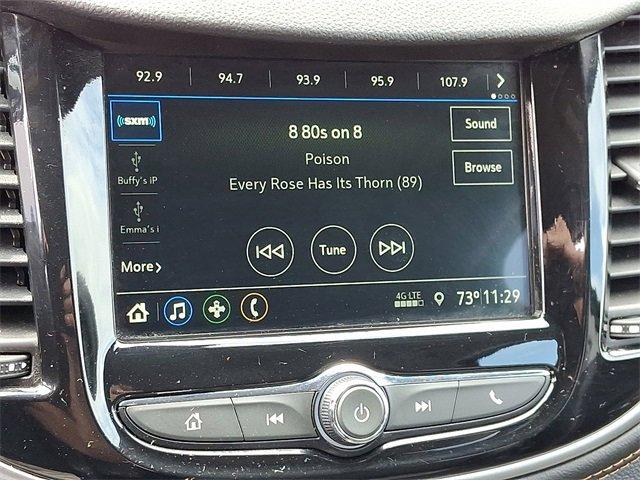 92.9 94.7 93.9 95.9 107.9
((sxm))
8 80s on 8
Sound
Poison
Browse
Buffy's iP
Every Rose Has Its Thorn (89)
Emma's i
Tune
More
4G LTE
73° 11:29